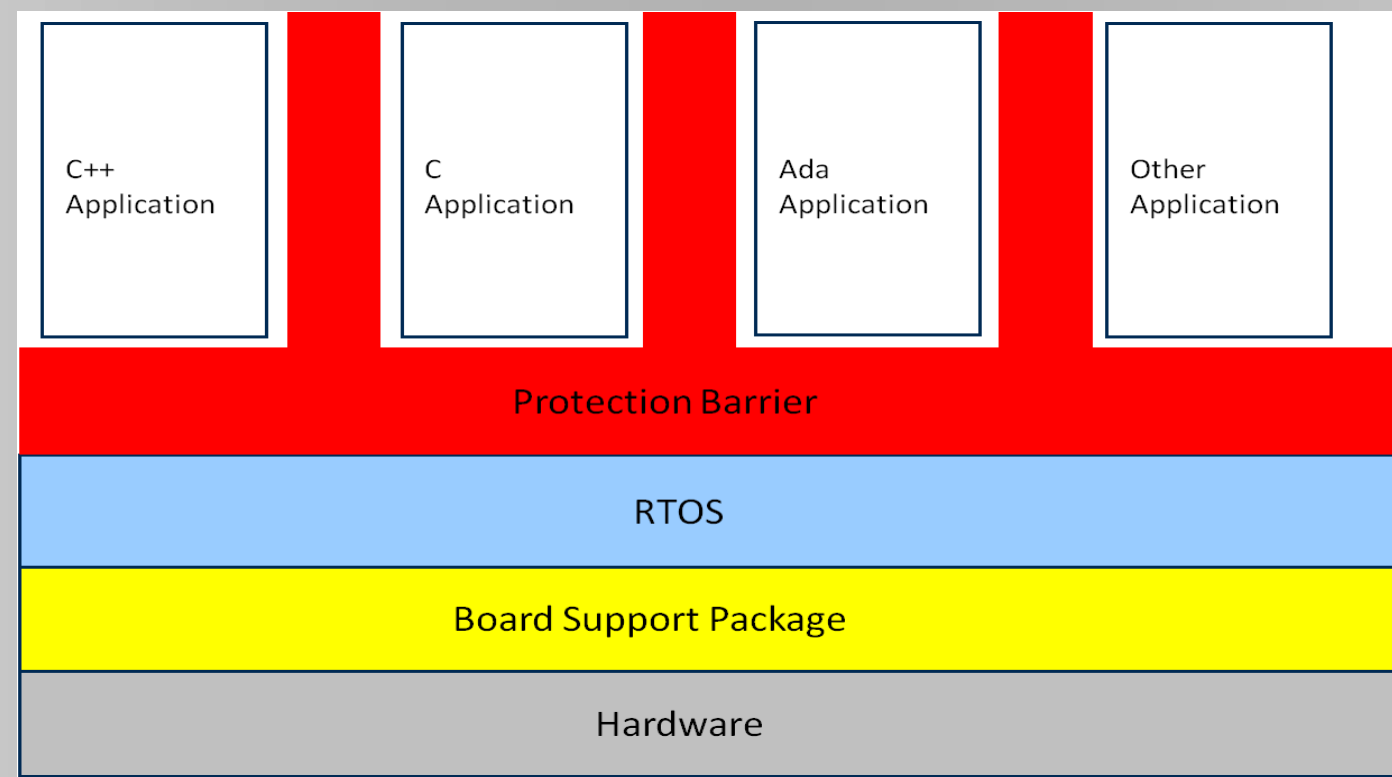 C++
Application
C
Application
Ada
Application
Other
Application
Protection Barrier
RTOS
Board Support Package
Hardware